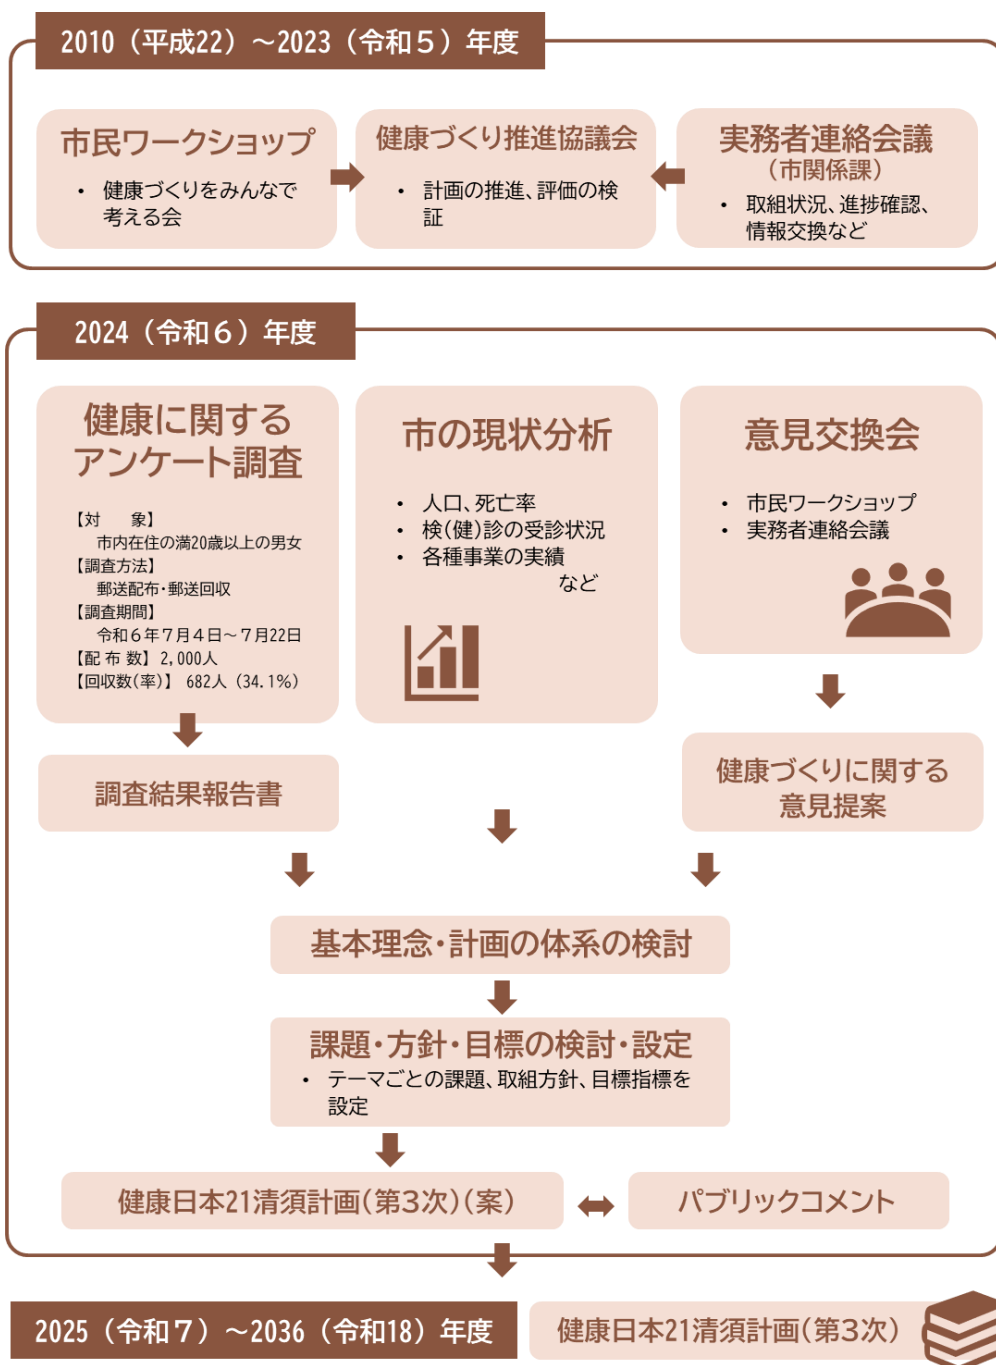 2010（平成22）～2023（令和５）年度
市民ワークショップ
• 健康づくりをみんなで
考える会
健康づくり推進協議会
• 計画の推進、評価の検
証
実務者連絡会議
（市関係課）
• 取組状況、進捗確認、
情報交換など
2024（令和６）年度
健康に関する
アンケート調査
【対　　象】
市内在住の満20歳以上の男女
【調査方法】
郵送配布・郵送回収
【調査期間】
令和６年７月４日～７月22日
【配 布 数】 2,000人
【回収数(率)】 682人（34.1%）
市の現状分析
• 人口、死亡率
• 検(健)診の受診状況
• 各種事業の実績
など
意見交換会
• 市民ワークショップ
• 実務者連絡会議
調査結果報告書
健康づくりに関する
意見提案
基本理念・計画の体系の検討
課題・方針・目標の検討・設定
• テーマごとの課題、取組方針、目標指標を
設定
健康日本21清須計画(第３次)(案)
パブリックコメント
2025（令和７）～2036（令和18）年度
健康日本21清須計画(第３次)